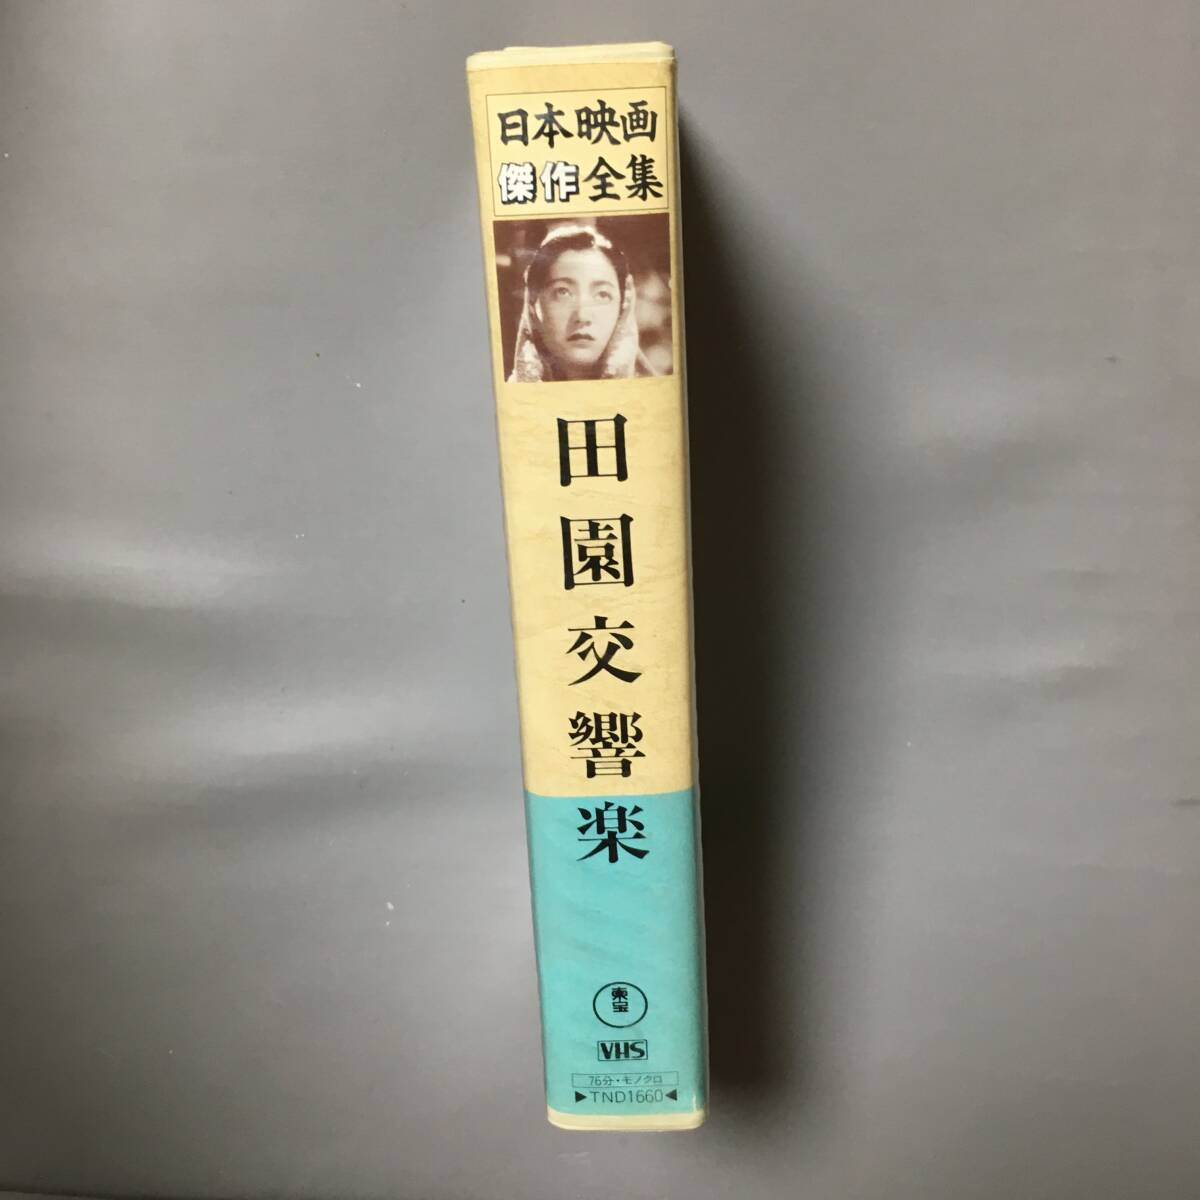 日本映画
傑作全集
田園交響楽
東宝
VHS
76分・モノクロ
▶TND1660◀